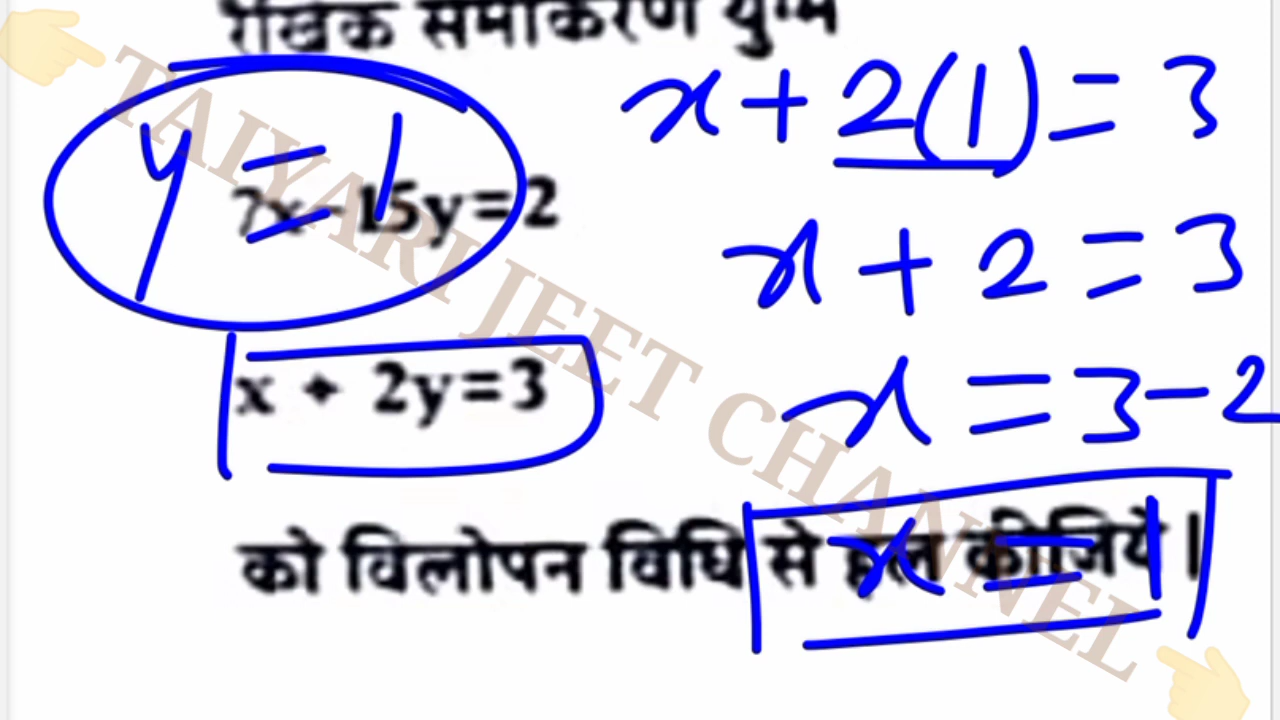 रैखिक समीकरण युग्म
x + 2(1) = 3
y = 1
7x-15y=2
x + 2 = 3
x + 2y=3
x = 3 - 2
को विलोपन विधि से हल कीजिये |
x = 1
TAIYARI JEET CHANNEL